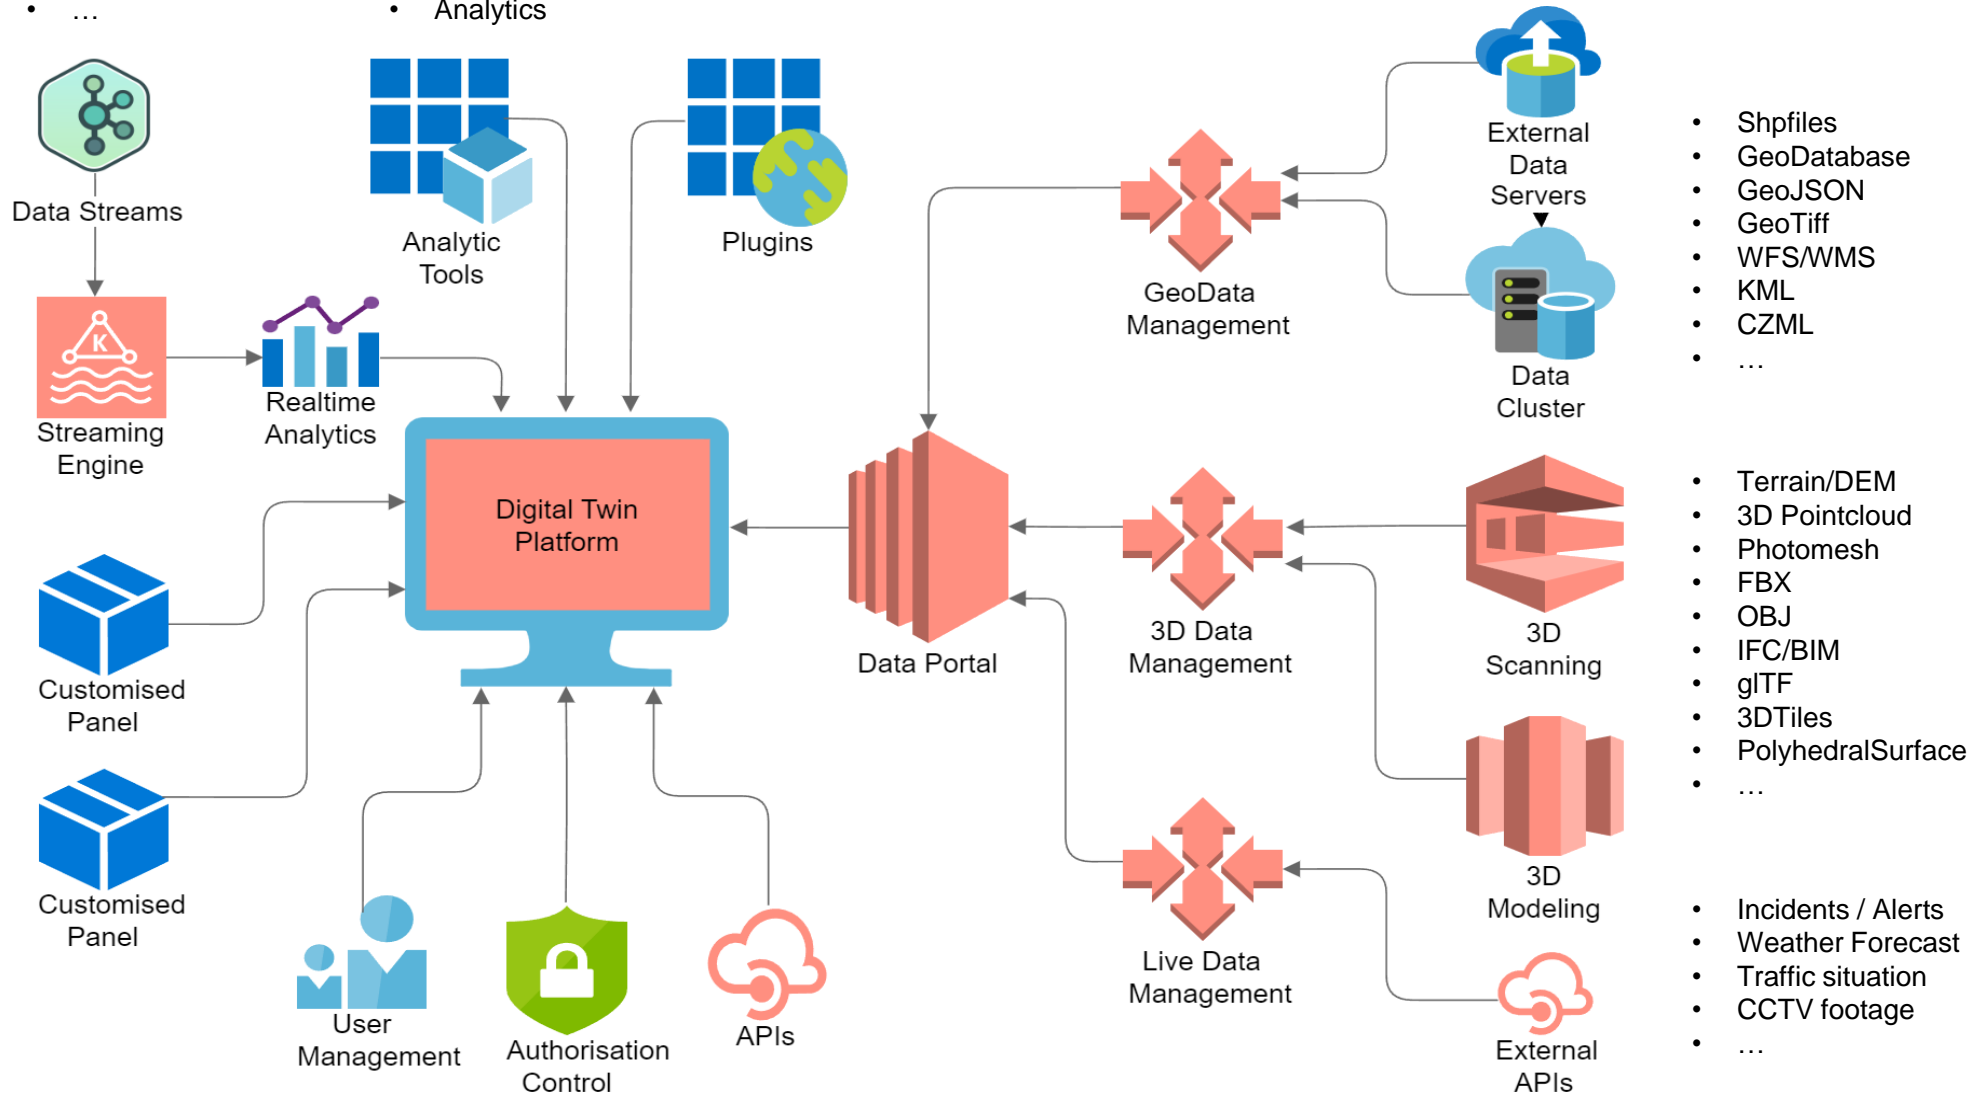 • …
• Analytics
Data Streams
Analytic
Tools
Plugins
External
Data
Servers
• Shpfiles
• GeoDatabase
• GeoJSON
• GeoTiff
• WFS/WMS
• KML
• CZML
• …
GeoData
Management
Data
Cluster
K
Streaming
Engine
Realtime
Analytics
Digital Twin
Platform
Customised
Panel
Customised
Panel
Data Portal
3D Data
Management
3D
Scanning
• Terrain/DEM
• 3D Pointcloud
• Photomesh
• FBX
• OBJ
• IFC/BIM
• glTF
• 3DTiles
• PolyhedralSurface
• …
3D
Modeling
User
Management
Authorisation
Control
APIs
Live Data
Management
External
APIs
• Incidents / Alerts
• Weather Forecast
• Traffic situation
• CCTV footage
• …